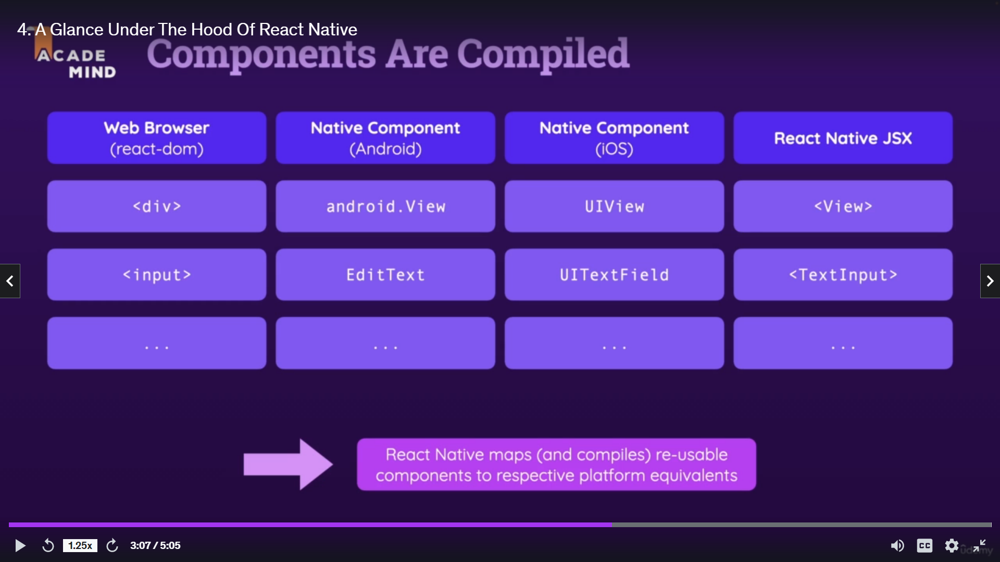 4. A Glance Under The Hood Of React Native
ACADE
MIND
Components Are Compiled
Web Browser
(react-dom)
Native Component
(Android)
Native Component
(iOS)
React Native JSX
<div>
android.View
UIView
<View>
<input>
EditText
UITextField
<TextInput>
...
...
...
...
React Native maps (and compiles) re-usable
components to respective platform equivalents
1.25x
3:07 / 5:05
CC
ûdemy